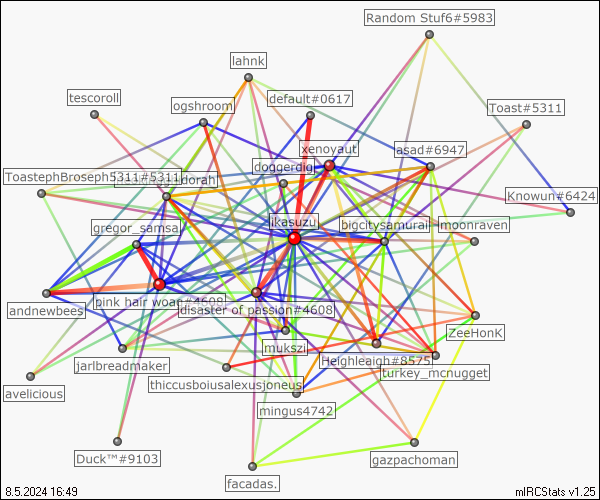 Random Stuf6#5983
lahnk
tescoroll
ogshroom
default#0617
Toast#5311
xenoyaut
asad#6947
doggerdig
ToastephBroseph5311#5311
dorah
Knowun#6424
gregor_samsa
ikasuzu
bigcitysamurai
moonraven
andnewbees
pink hair woao#4608
disaster of passion#4608
ZeeHonK
mukszi
Heighleaigh#8575
jarlbreadmaker
turkey_mcnugget
thiccusboiusalexusjoneus
avelicious
mingus4742
Duck™#9103
gazpachoman
facadas.
8.5.2024 16:49
mIRCStats v1.25